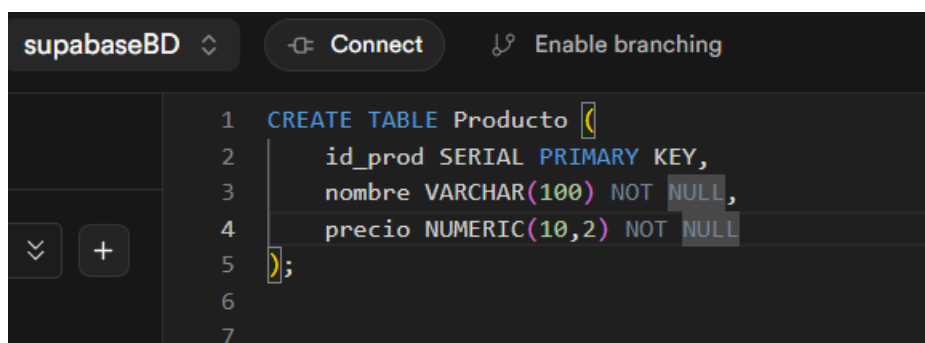 supabaseBD Connect Enable branching
1 CREATE TABLE Producto (
2 id_prod SERIAL PRIMARY KEY,
3 nombre VARCHAR(100) NOT NULL,
4 precio NUMERIC(10,2) NOT NULL
5 );
6
7